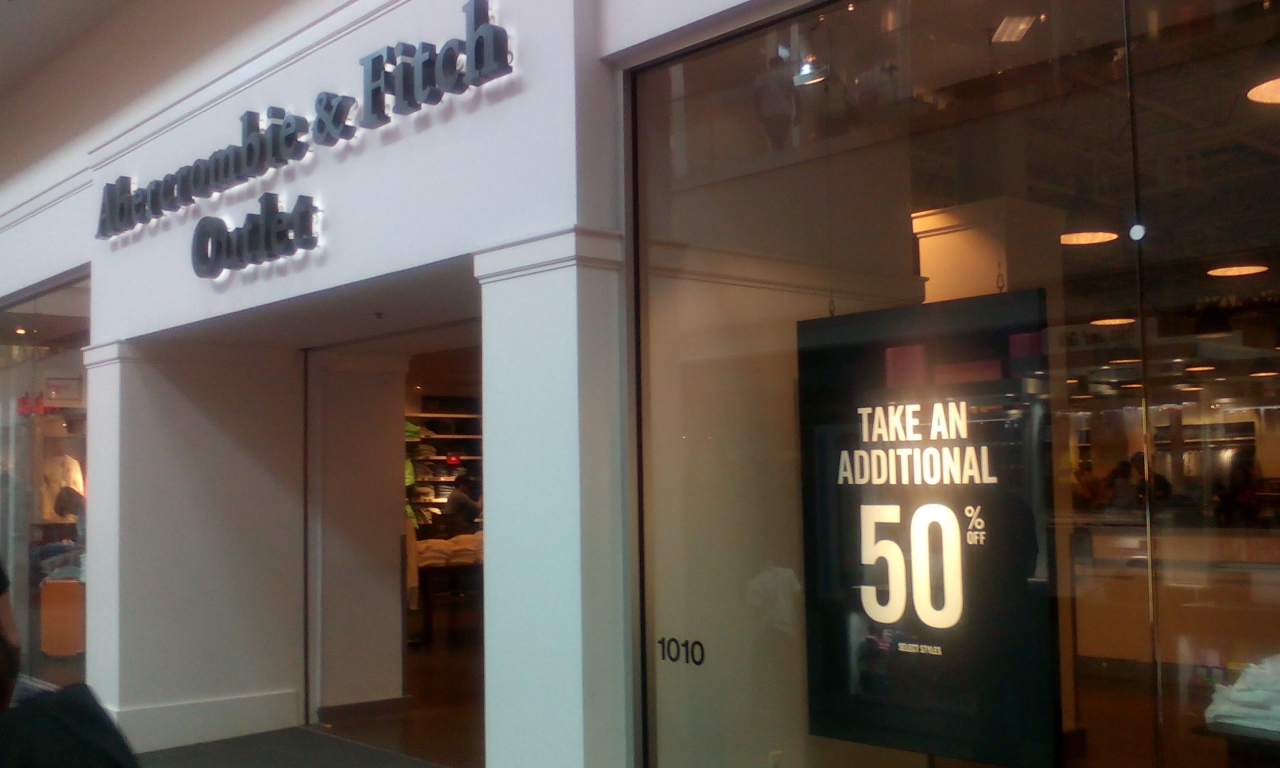 Abercrombie & Fitch
Outlet
TAKE AN
ADDITIONAL
50% OFF
SELECT STYLES
1010